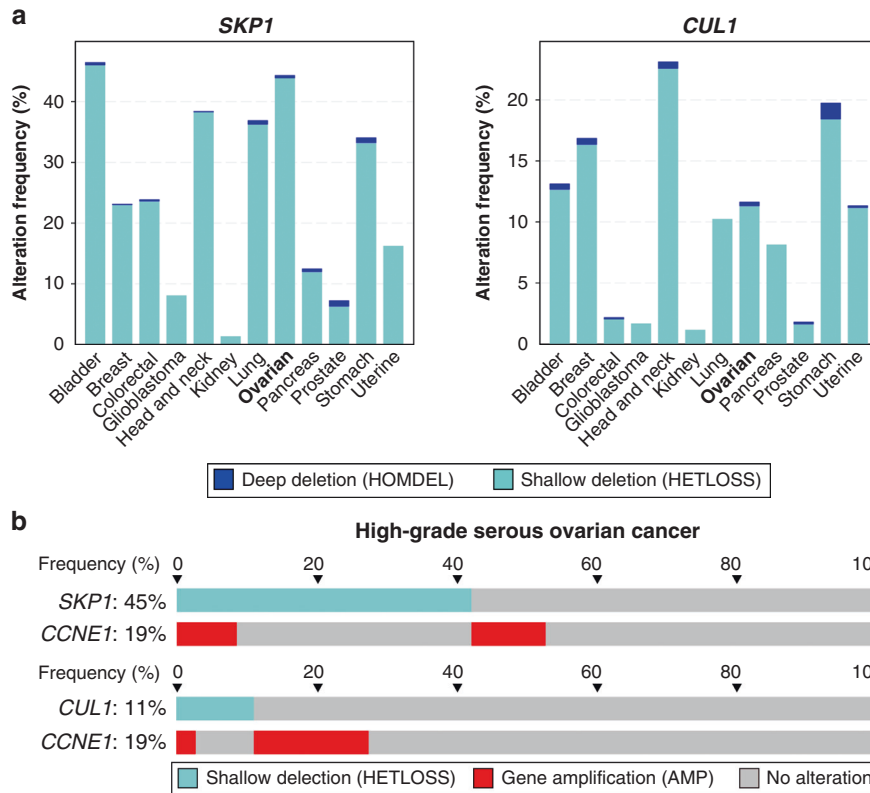 a
SKP1
CUL1
Alteration frequency (%)
40
30
20
10
0
Bladder
Breast
Colorectal
Glioblastoma
Head and neck
Kidney
Lung
Ovarian
Pancreas
Prostate
Stomach
Uterine
Alteration frequency (%)
20
15
10
5
0
Bladder
Breast
Colorectal
Glioblastoma
Head and neck
Kidney
Lung
Ovarian
Pancreas
Prostate
Stomach
Uterine
Deep deletion (HOMDEL) Shallow deletion (HETLOSS)
b
High-grade serous ovarian cancer
Frequency (%) 0 20 40 60 80 10
SKP1: 45%
CCNE1: 19%
Frequency (%) 0 20 40 60 80 10
CUL1: 11%
CCNE1: 19%
Shallow delection (HETLOSS) Gene amplification (AMP) No alteration